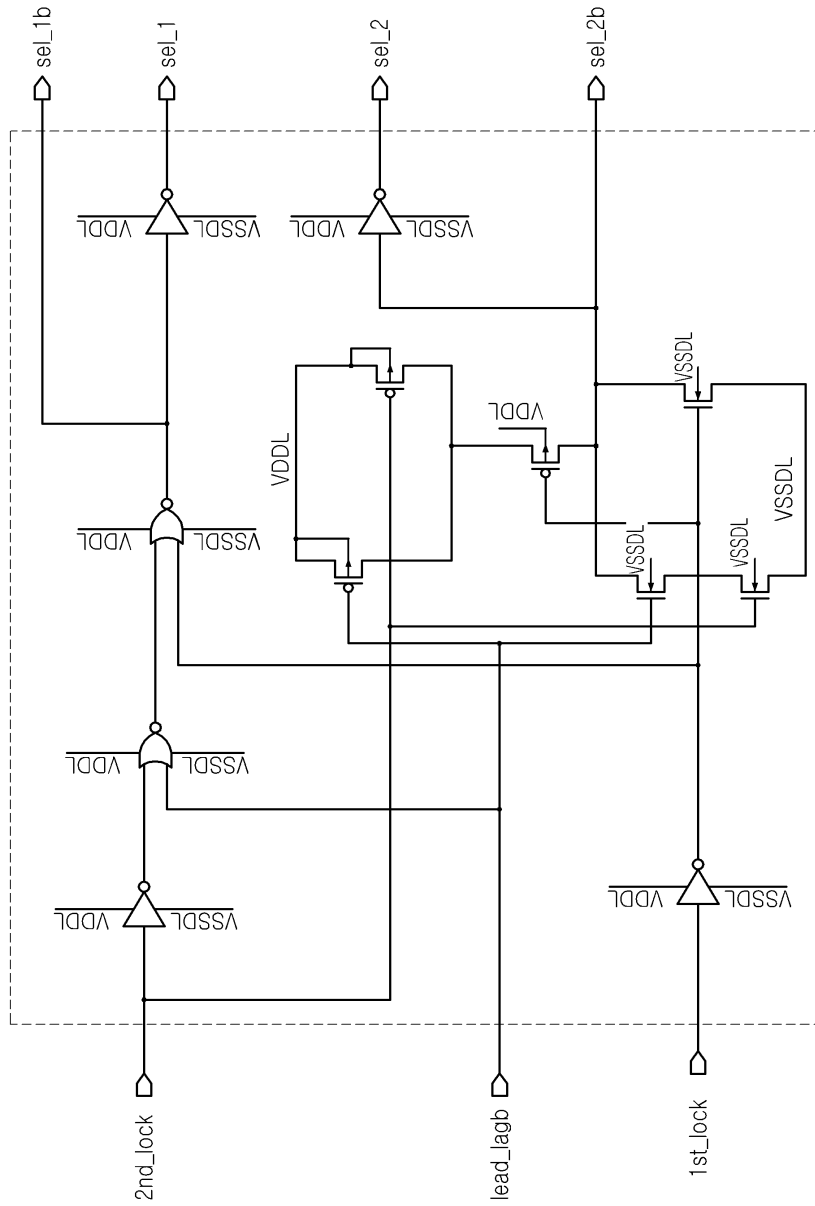 sel_1b
sel_1
sel_2
sel_2b
VDDL
VSSDL
VDDL
VSSDL
VDDL
VSSDL
VDDL
VDDL
VSSDL
VSSDL
VSSDL
VSSDL
VDDL
VSSDL
VDDL
VSSDL
VDDL
VSSDL
2nd_lock
lead_lagb
1st_lock